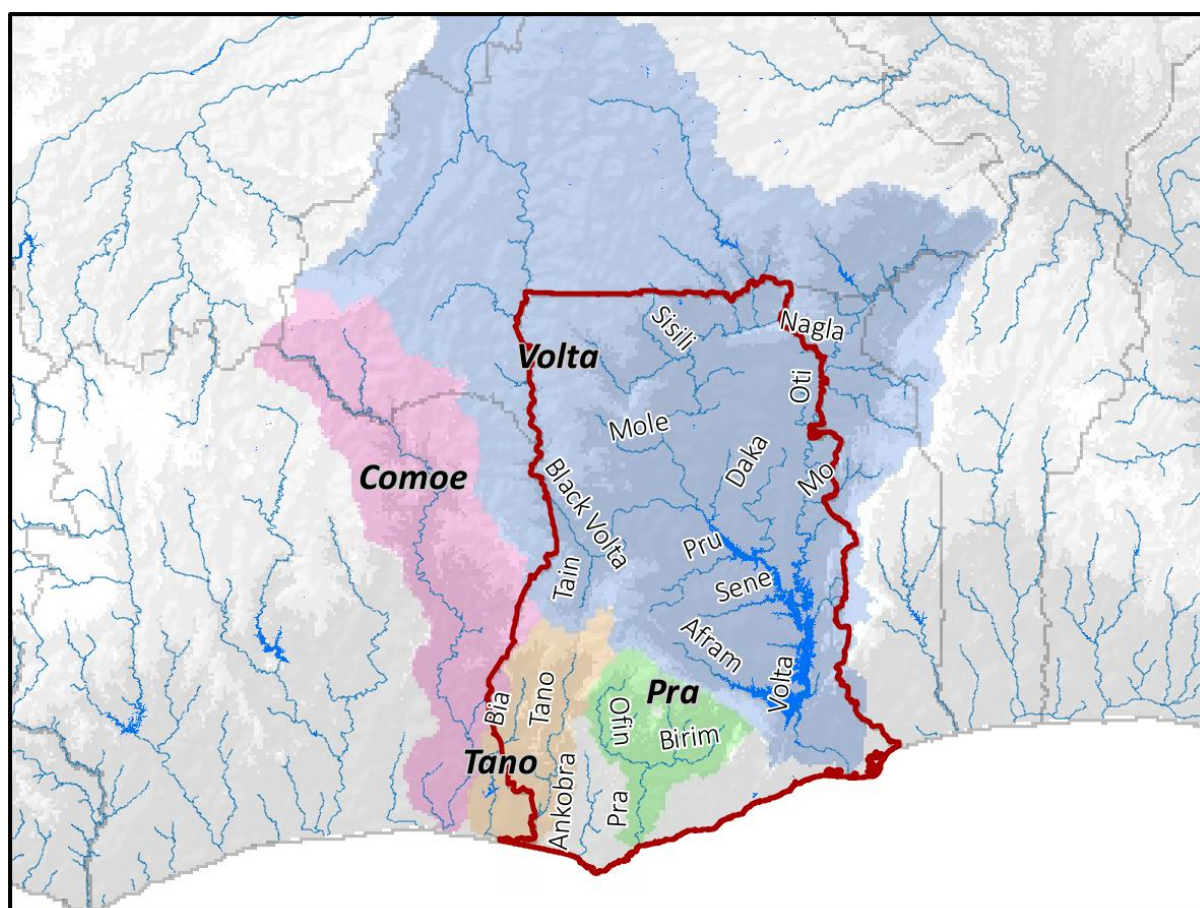 Sisili
Nagla
Volta
Oti
Mole
Daka
Comoe
Black Volta
Mo
Pru
Tain
Sene
Afram
Volta
Pra
Bia
Tano
Ofin
Birim
Tano
Ankobra
Pra